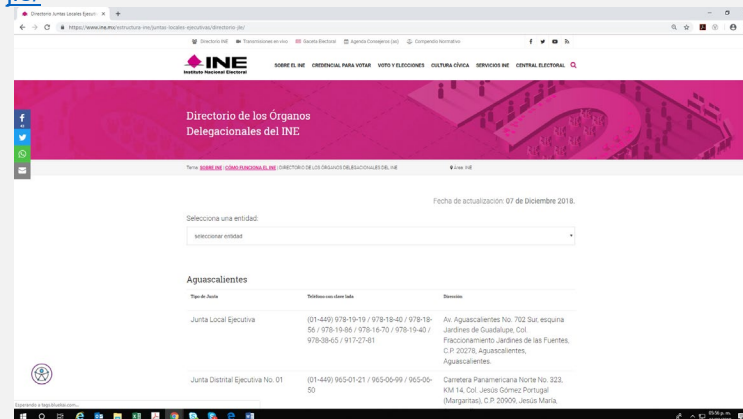 Directorio Juntas Locales Ejecuti
https://www.ine.mx/estructura-ine/juntas-locales-ejecutivas/directorio-jle/
Directorio INE Transmisiones en vivo Gaceta Electoral Agenda Consejeros (as) Compendio Normativo
INE
Instituto Nacional Electoral
SOBRE EL INE CREDENCIAL PARA VOTAR VOTO Y ELECCIONES CULTURA CÍVICA SERVICIOS INE CENTRAL ELECTORAL
Directorio de los Órganos
Delegacionales del INE
Tema: SOBRE INE | CÓMO FUNCIONA EL INE | DIRECTORIO DE LOS ÓRGANOS DELEGACIONALES DEL INE Área: INE
Fecha de actualización: 07 de Diciembre 2018.
Selecciona una entidad:
seleccionar entidad
Aguascalientes
Tipo de Junta Teléfono con clave lada Dirección
Junta Local Ejecutiva (01-449) 978-19-19 / 978-18-40 / 978-18- Av. Aguascalientes No. 702 Sur, esquina
56 / 978-19-86 / 978-16-70 / 978-19-40 / Jardines de Guadalupe, Col.
978-38-65 / 917-27-81 Fraccionamiento Jardines de las Fuentes,
C.P. 20278, Aguascalientes,
Aguascalientes.
Junta Distrital Ejecutiva No. 01 (01-449) 965-01-21 / 965-06-99 / 965-06- Carretera Panamericana Norte No. 323,
50 KM 14, Col. Jesús Gómez Portugal
(Margaritas), C.P. 20909, Jesús María,
05:56 p. m.